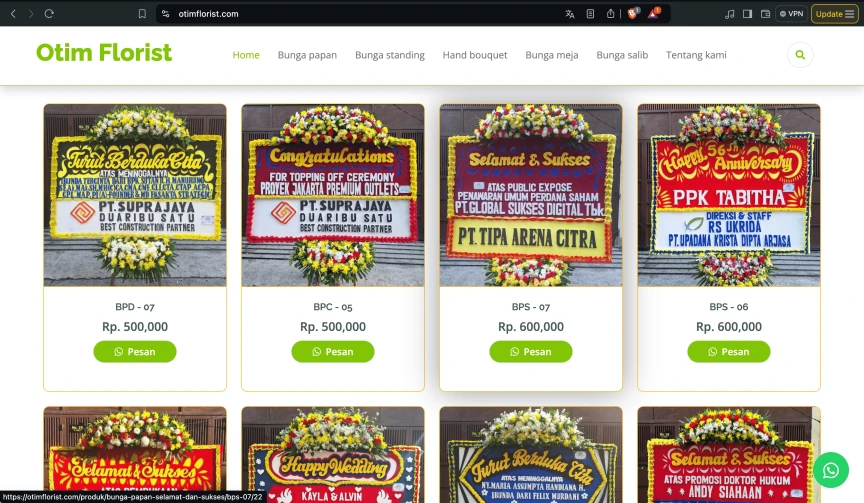 otimflorist.com
VPN
Update
Otim Florist
Home
Bunga papan
Bunga standing
Hand bouquet
Bunga meja
Bunga salib
Tentang kami
Turut Berduka Cita
ATAS MENINGGALNYA
PT. SUPRAJAYA
DUARIBU SATU
BEST CONSTRUCTION PARTNER
BPD - 07
Rp. 500,000
Pesan
Congratulations
FOR TOPPING OFF CEREMONY
PROYEK JAKARTA PREMIUM OUTLETS
PT. SUPRAJAYA
DUARIBU SATU
BEST CONSTRUCTION PARTNER
BPC - 05
Rp. 500,000
Pesan
Selamat & Sukses
ATAS PUBLIC EXPOSE
PENAWARAN UMUM PERDANA SAHAM
PT. GLOBAL SUKSES DIGITAL Tbk
PT. TIPA ARENA CITRA
BPS - 07
Rp. 600,000
Pesan
Happy 56th Anniversary
PPK TABITHA
DIREKSI & STAFF
RS UKRIDA
PT. UPADANA KRISTA DIPTA ARJASA
BPS - 06
Rp. 600,000
Pesan
Selamat & Sukses
Happy Wedding
KAYLA & ALVIN
Turut Berduka Cita
ATAS MENINGGALNYA
NY. MARIA ASSUMPTA HANDIANA H.
IBUNDA DARI FELIX MURBANI
Selamat & Sukses
ATAS PROMOSI DOKTOR HUKUM
ANDY SIAHAAN
https://otimflorist.com/produk/bunga-papan-selamat-dan-sukses/bps-07/22